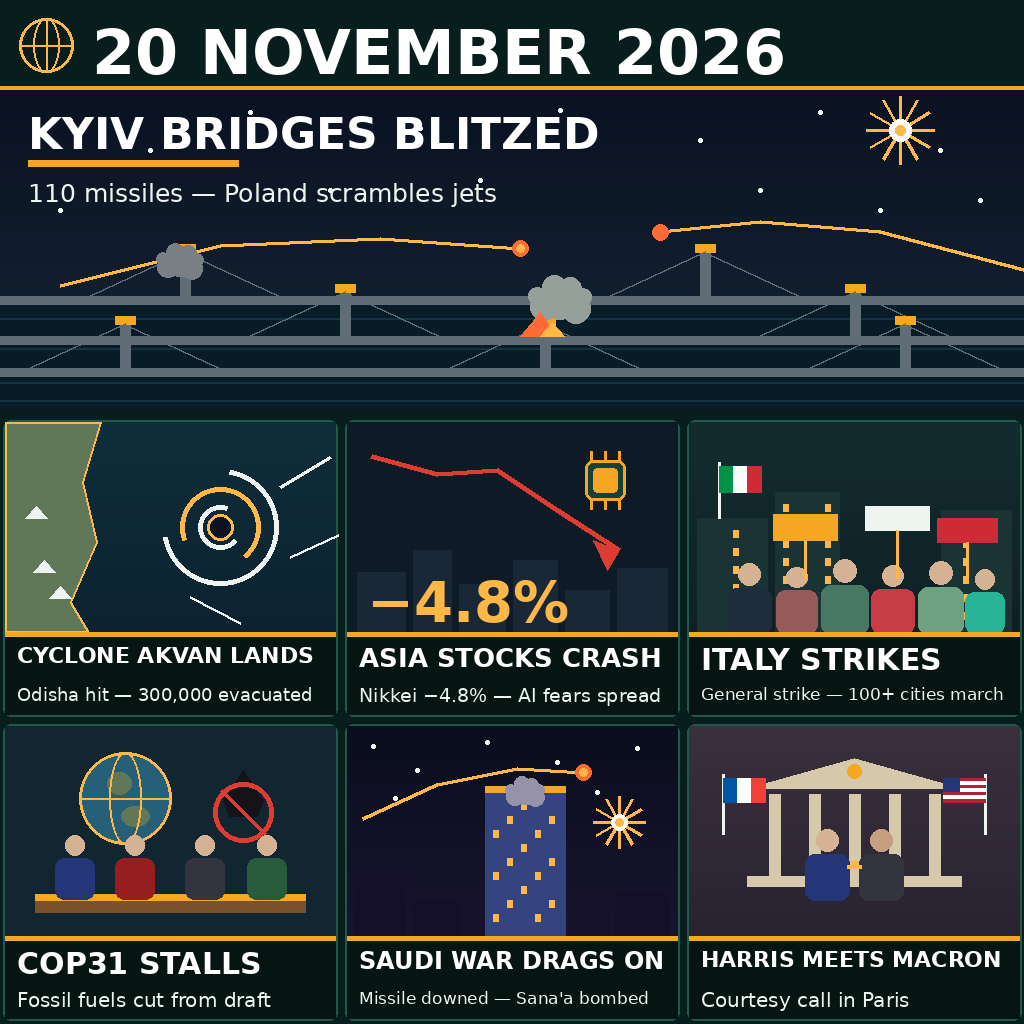 20 NOVEMBER 2026
KYIV BRIDGES BLITZED
110 missiles — Poland scrambles jets
−4.8%
CYCLONE AKVAN LANDS
Odisha hit — 300,000 evacuated
ASIA STOCKS CRASH
Nikkei −4.8% — AI fears spread
ITALY STRIKES
General strike — 100+ cities march
COP31 STALLS
Fossil fuels cut from draft
SAUDI WAR DRAGS ON
Missile downed — Sana'a bombed
HARRIS MEETS MACRON
Courtesy call in Paris